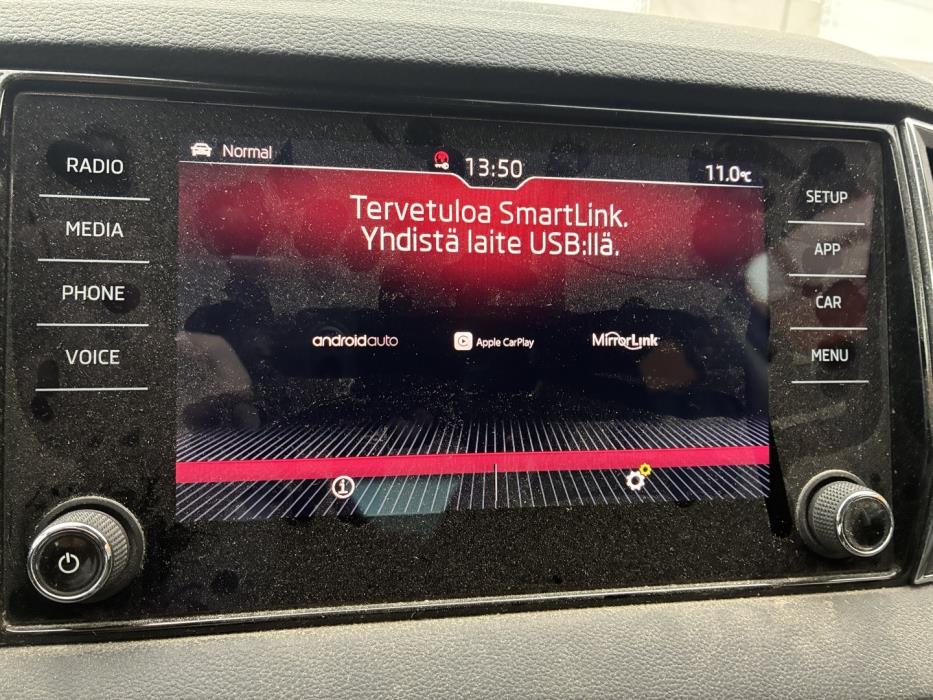 RADIO
MEDIA
PHONE
VOICE
Normal
13:50
11.0°C
Tervetuloa SmartLink.
Yhdistä laite USB:llä.
androidauto
Apple CarPlay
MirrorLink
SETUP
APP
CAR
MENU